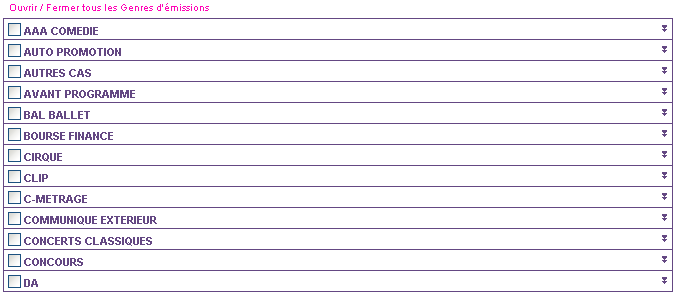 Ouvrir / Fermer tous les Genres d'émissions
AAA COMEDIE
AUTO PROMOTION
AUTRES CAS
AVANT PROGRAMME
BAL BALLET
BOURSE FINANCE
CIRQUE
CLIP
C-METRAGE
COMMUNIQUE EXTERIEUR
CONCERTS CLASSIQUES
CONCOURS
DA